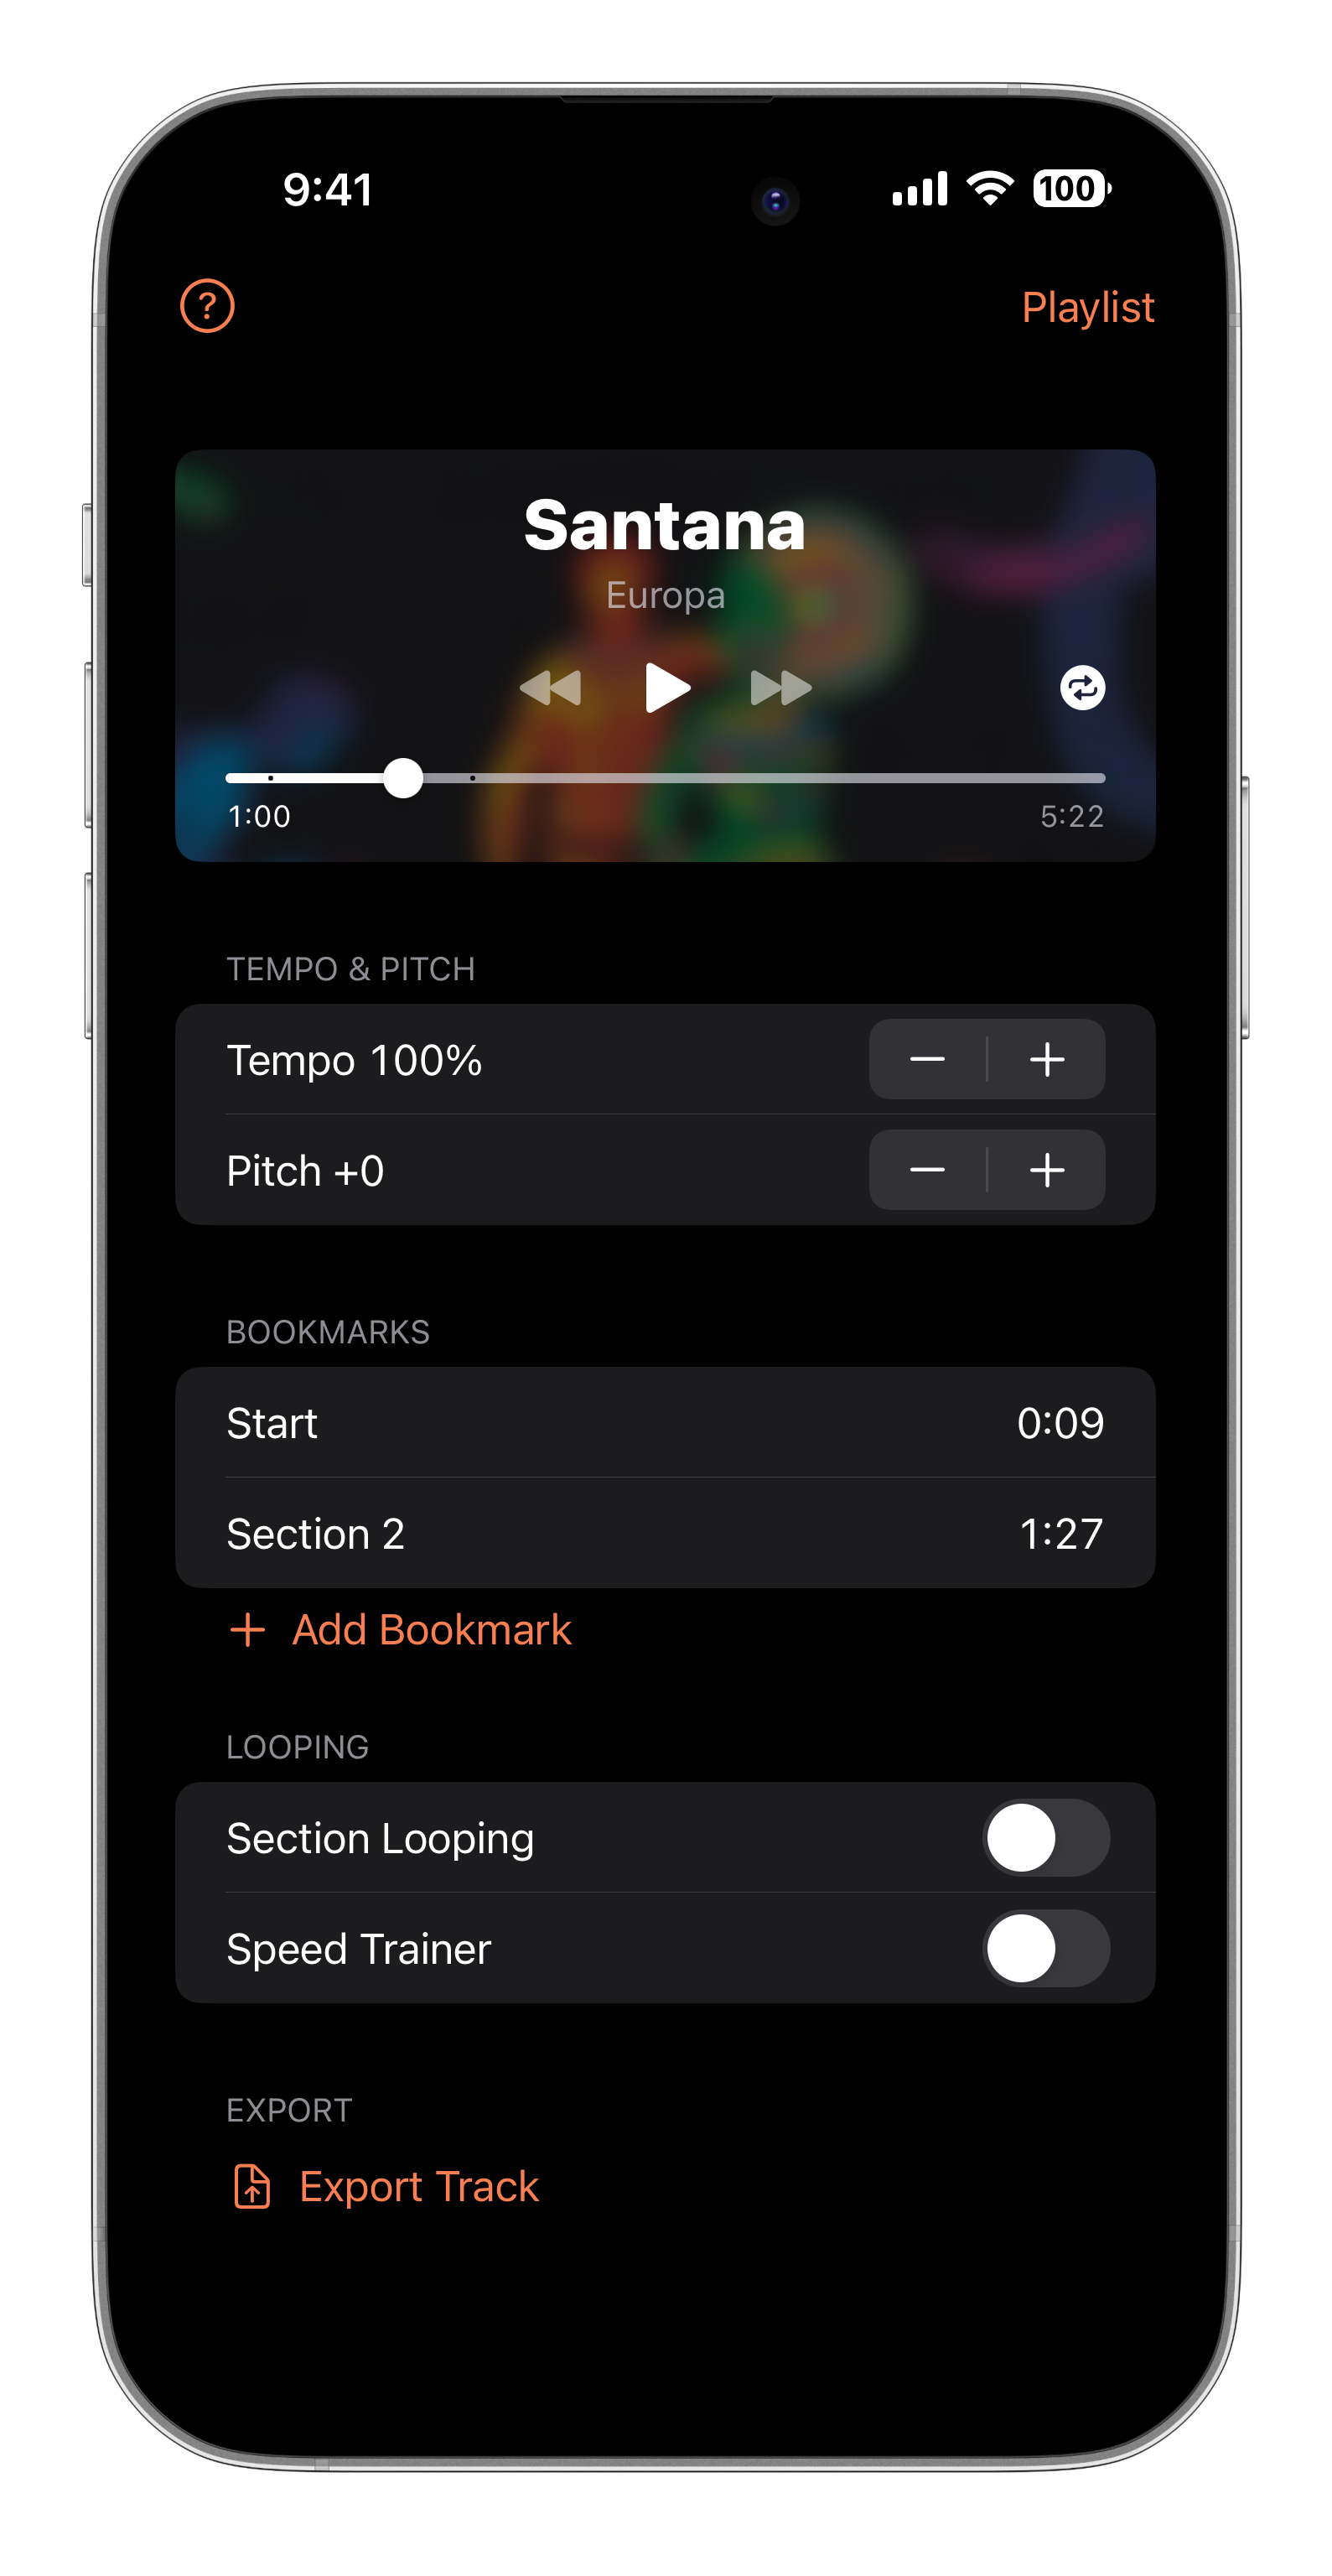 9:41 100
? Playlist
Santana
Europa
1:00 5:22
TEMPO & PITCH
Tempo 100%
Pitch +0
BOOKMARKS
Start 0:09
Section 2 1:27
+ Add Bookmark
LOOPING
Section Looping
Speed Trainer
EXPORT
Export Track